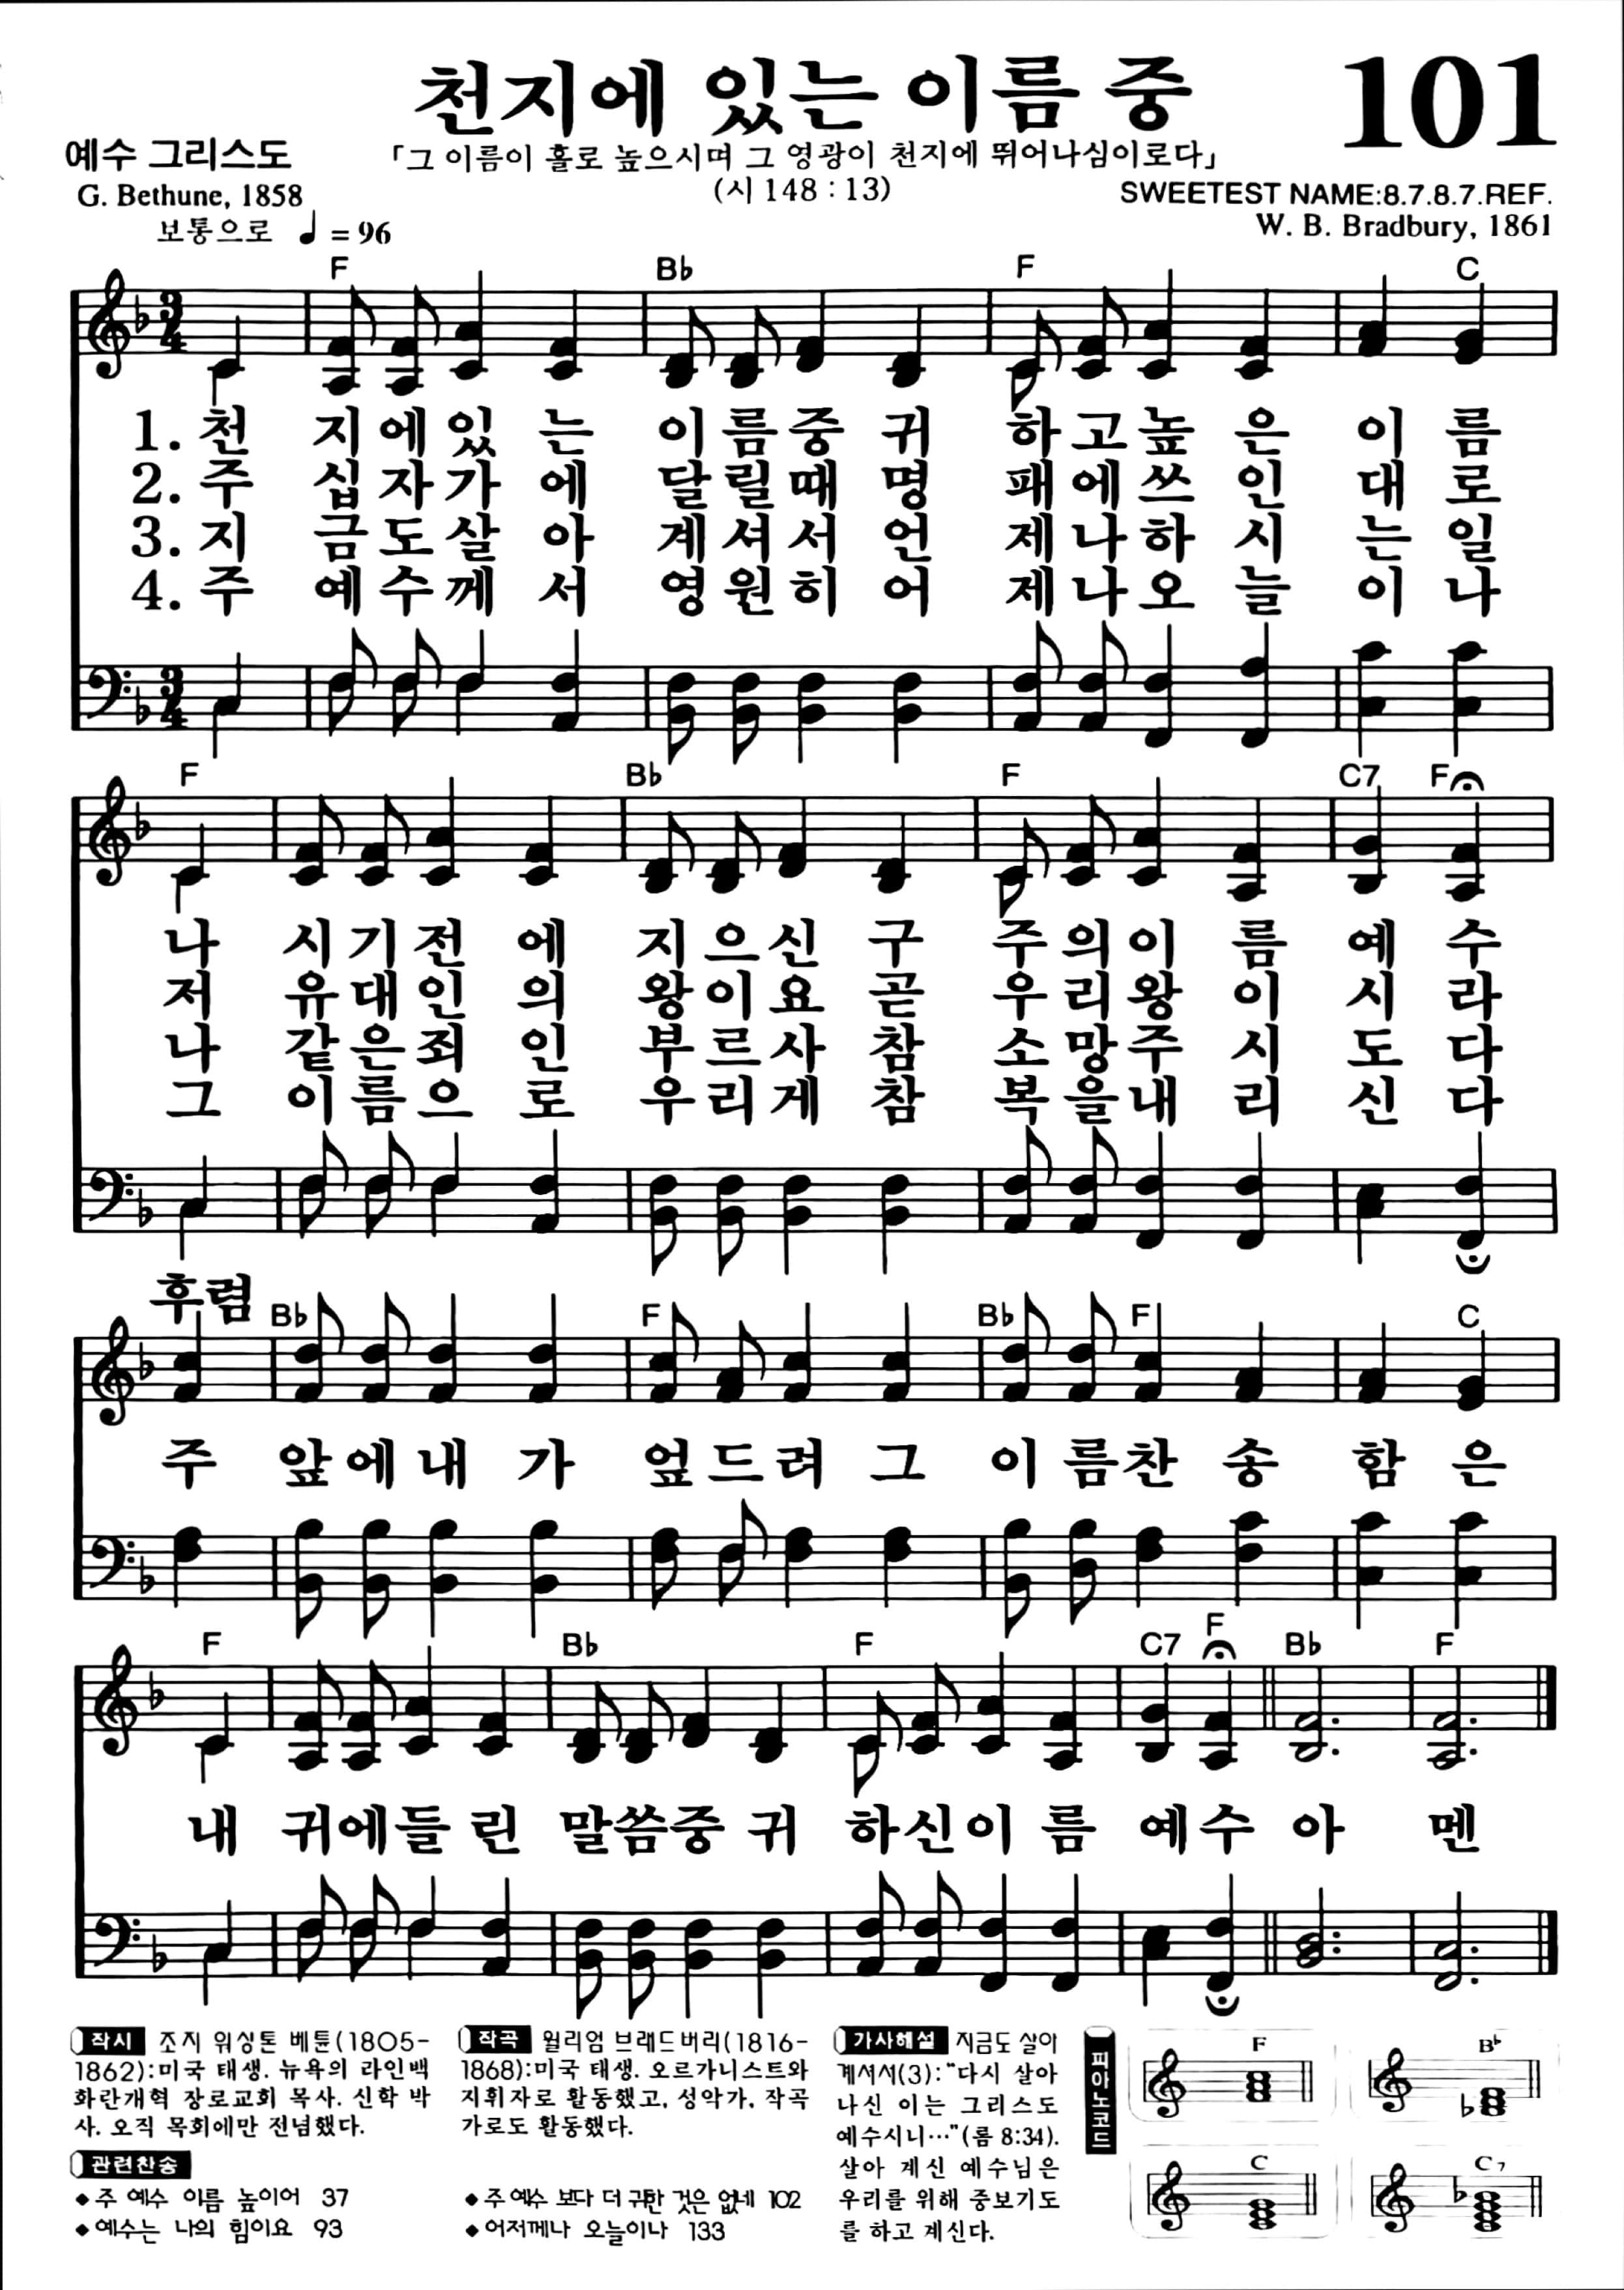 천지에 있는 이름 중
101
예수 그리스도
「그 이름이 홀로 높으시며 그 영광이 천지에 뛰어나심이로다」
G. Bethune, 1858
(시 148 : 13)
SWEETEST NAME:8.7.8.7.REF.
보통으로 ♩ = 96
W. B. Bradbury, 1861
F B♭ F C
1. 천 지에있 는 이름중 귀 하고높 은 이 름
2. 주 십자가 에 달릴때 명 패에쓰 인 대 로
3. 지 금도살 아 계셔서 언 제나하 시 는 일
4. 주 예수께 서 영원히 어 제나오 늘 이 나
F B♭ F C7 F
나 시기전 에 지으신 구 주의이 름 예 수
저 유대인 의 왕이요 곧 우리왕 이 시 라
나 같은죄 인 부르사 참 소망주 시 도 다
그 이름으 로 우리게 참 복을내 리 신 다
후렴
B♭ F B♭ F C
주 앞에내 가 엎드려 그 이름찬 송 함 은
F B♭ F C7 F B♭ F
내 귀에들 린 말씀중 귀 하신이 름 예수 아 멘
작시 조지 워싱톤 베튠(1805-
1862):미국 태생. 뉴욕의 라인벡
화란개혁 장로교회 목사. 신학 박
사. 오직 목회에만 전념했다.
관련찬송
◆주 예수 이름 높이어 37
◆예수는 나의 힘이요 93
작곡 윌리엄 브래드버리(1816-
1868):미국 태생. 오르가니스트와
지휘자로 활동했고, 성악가, 작곡
가로도 활동했다.
◆주 예수 보다 더 귀한 것은 없네 102
◆어저께나 오늘이나 133
가사해설 지금도 살아
계셔서(3):"다시 살아
나신 이는 그리스도
예수시니…"(롬 8:34).
살아 계신 예수님은
우리를 위해 중보기도
를 하고 계신다.
피아노코드
F B♭
C C7